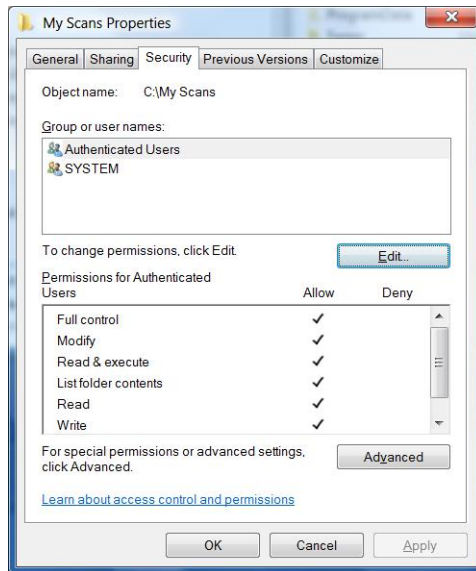 My Scans Properties
General Sharing Security Previous Versions Customize
Object name: C:\My Scans
Group or user names:
Authenticated Users
SYSTEM
To change permissions, click Edit.
Edit...
Permissions for Authenticated
Users Allow Deny
Full control
Modify
Read & execute
List folder contents
Read
Write
For special permissions or advanced settings,
click Advanced.
Advanced
Learn about access control and permissions
OK Cancel Apply